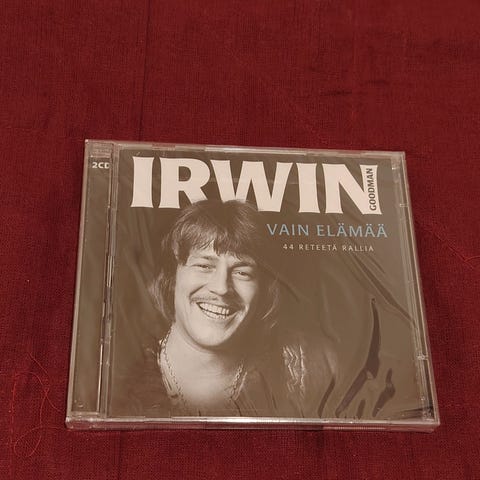 2CD
IRWIN
GOODMAN
VAIN ELÄMÄÄ
44 RETEETÄ RALLIA